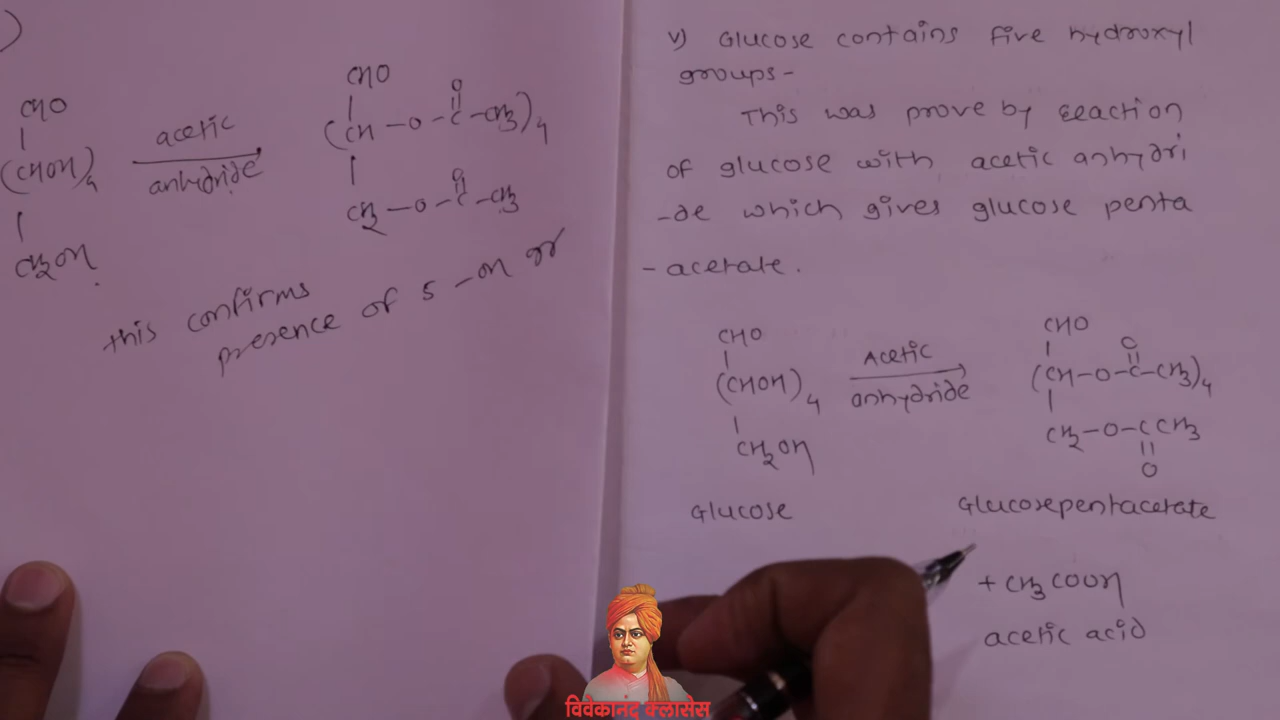 )
CHO
|
(CHOH)4
|
CH2OH.
acetic
anhydride
CHO
|
(CH-O-C-CH3)4
O
||
|
CH2-O-C-CH3
O
||
this confirms
presence of 5 -OH gr
v) Glucose contains five hydroxyl
groups-
This was prove by reaction
of glucose with acetic anhydri
-de which gives glucose penta
-acetate.
CHO
|
(CHOH)4
|
CH2OH
Glucose
Acetic
anhydride
CHO
|
O
||
(CH-O-C-CH3)4
|
CH2-O-C CH3
||
O
Glucosepentacetate
+ CH3COOH
acetic acid
विवेकानंद क्लासेस